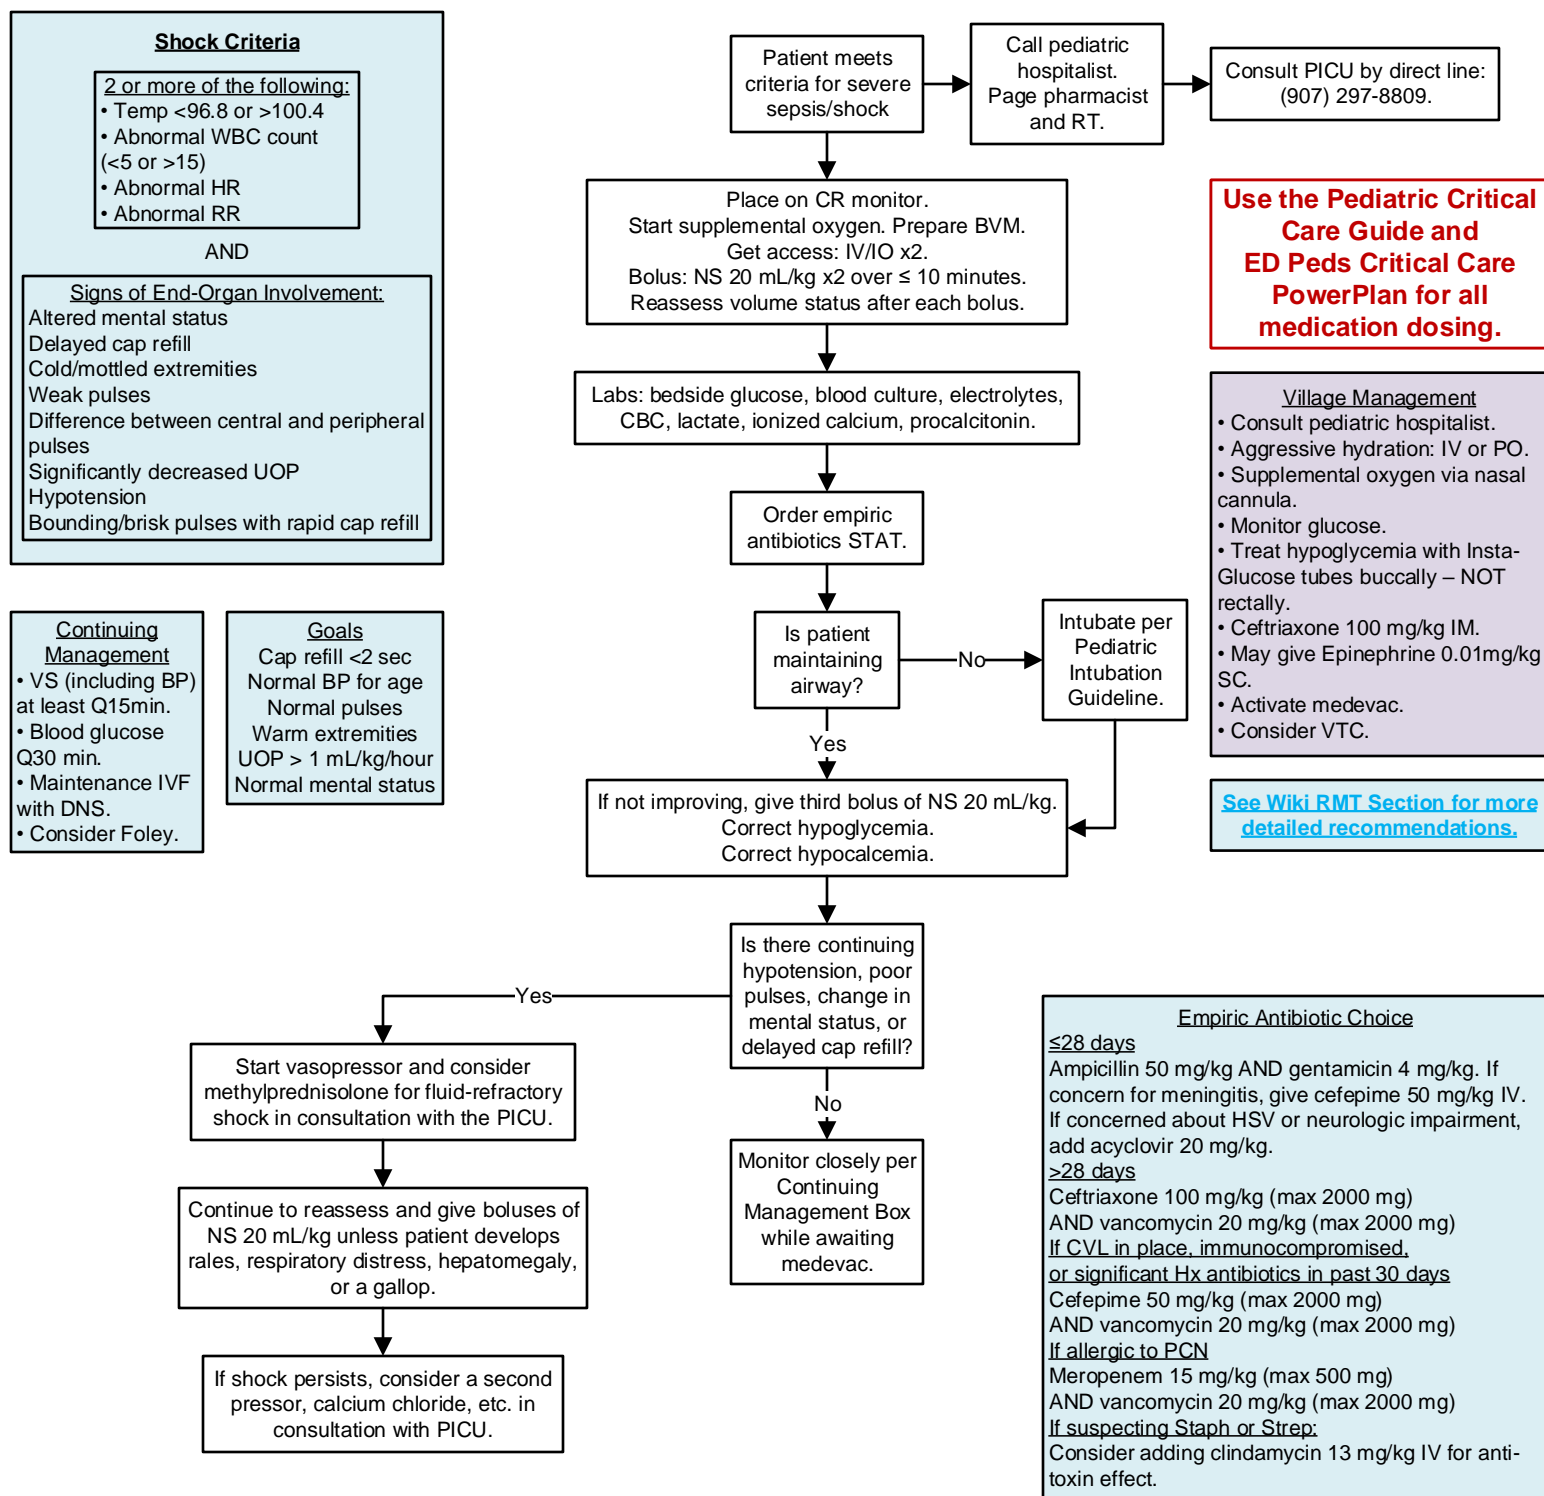 Shock Criteria
2 or more of the following:
• Temp <96.8 or >100.4
• Abnormal WBC count
(<5 or >15)
• Abnormal HR
• Abnormal RR
AND
Signs of End-Organ Involvement:
Altered mental status
Delayed cap refill
Cold/mottled extremities
Weak pulses
Difference between central and peripheral
pulses
Significantly decreased UOP
Hypotension
Bounding/brisk pulses with rapid cap refill
Continuing
Management
• VS (including BP)
at least Q15min.
• Blood glucose
Q30 min.
• Maintenance IVF
with DNS.
• Consider Foley.
Goals
Cap refill <2 sec
Normal BP for age
Normal pulses
Warm extremities
UOP > 1 mL/kg/hour
Normal mental status
Patient meets
criteria for severe
sepsis/shock
Call pediatric
hospitalist.
Page pharmacist
and RT.
Consult PICU by direct line:
(907) 297-8809.
Place on CR monitor.
Start supplemental oxygen. Prepare BVM.
Get access: IV/IO x2.
Bolus: NS 20 mL/kg x2 over ≤ 10 minutes.
Reassess volume status after each bolus.
Labs: bedside glucose, blood culture, electrolytes,
CBC, lactate, ionized calcium, procalcitonin.
Order empiric
antibiotics STAT.
Is patient
maintaining
airway?
No
Intubate per
Pediatric
Intubation
Guideline.
Yes
If not improving, give third bolus of NS 20 mL/kg.
Correct hypoglycemia.
Correct hypocalcemia.
Is there continuing
hypotension, poor
pulses, change in
mental status, or
delayed cap refill?
Yes
Start vasopressor and consider
methylprednisolone for fluid-refractory
shock in consultation with the PICU.
Continue to reassess and give boluses of
NS 20 mL/kg unless patient develops
rales, respiratory distress, hepatomegaly,
or a gallop.
If shock persists, consider a second
pressor, calcium chloride, etc. in
consultation with PICU.
No
Monitor closely per
Continuing
Management Box
while awaiting
medevac.
Use the Pediatric Critical
Care Guide and
ED Peds Critical Care
PowerPlan for all
medication dosing.
Village Management
• Consult pediatric hospitalist.
• Aggressive hydration: IV or PO.
• Supplemental oxygen via nasal
cannula.
• Monitor glucose.
• Treat hypoglycemia with Insta-
Glucose tubes buccally – NOT
rectally.
• Ceftriaxone 100 mg/kg IM.
• May give Epinephrine 0.01mg/kg
SC.
• Activate medevac.
• Consider VTC.
See Wiki RMT Section for more
detailed recommendations.
Empiric Antibiotic Choice
≤28 days
Ampicillin 50 mg/kg AND gentamicin 4 mg/kg. If
concern for meningitis, give cefepime 50 mg/kg IV.
If concerned about HSV or neurologic impairment,
add acyclovir 20 mg/kg.
>28 days
Ceftriaxone 100 mg/kg (max 2000 mg)
AND vancomycin 20 mg/kg (max 2000 mg)
If CVL in place, immunocompromised,
or significant Hx antibiotics in past 30 days
Cefepime 50 mg/kg (max 2000 mg)
AND vancomycin 20 mg/kg (max 2000 mg)
If allergic to PCN
Meropenem 15 mg/kg (max 500 mg)
AND vancomycin 20 mg/kg (max 2000 mg)
If suspecting Staph or Strep:
Consider adding clindamycin 13 mg/kg IV for anti-
toxin effect.